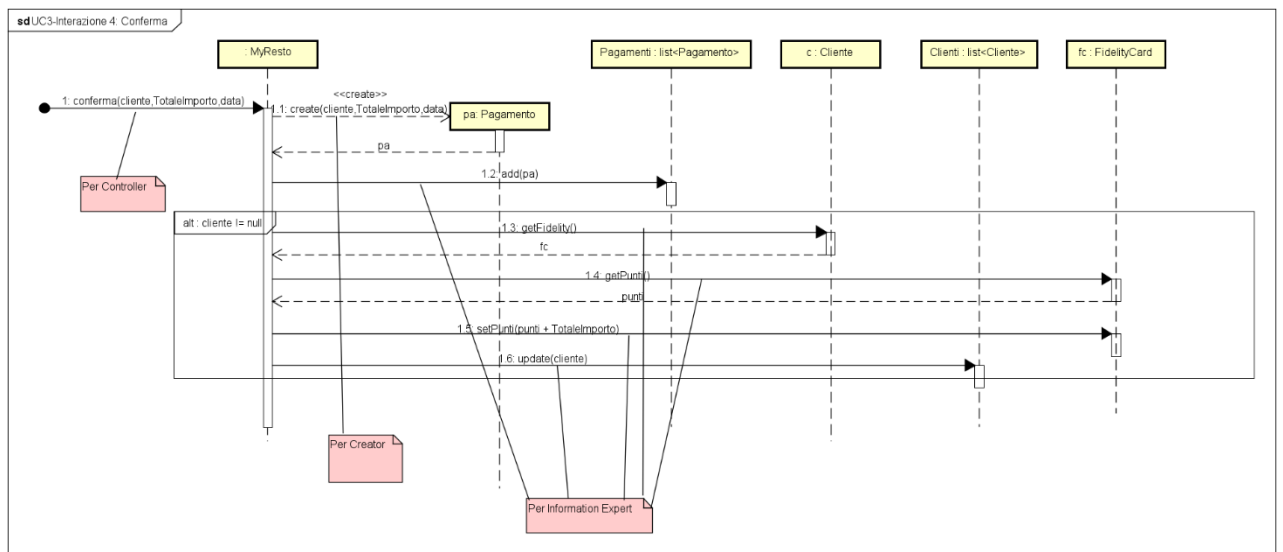 sd UC3-Interazione 4: Conferma
: MyResto
Pagamenti : list<Pagamento>
c : Cliente
Clienti : list<Cliente>
fc : FidelityCard
<<create>>
1: conferma(cliente,TotaleImporto,data)
1.1: create(cliente,TotaleImporto,data)
pa: Pagamento
pa
1.2: add(pa)
Per Controller
alt : cliente != null
1.3: getFidelity()
fc
1.4: getPunti()
punti
1.5: setPunti(punti + TotaleImporto)
1.6: update(cliente)
Per Creator
Per Information Expert